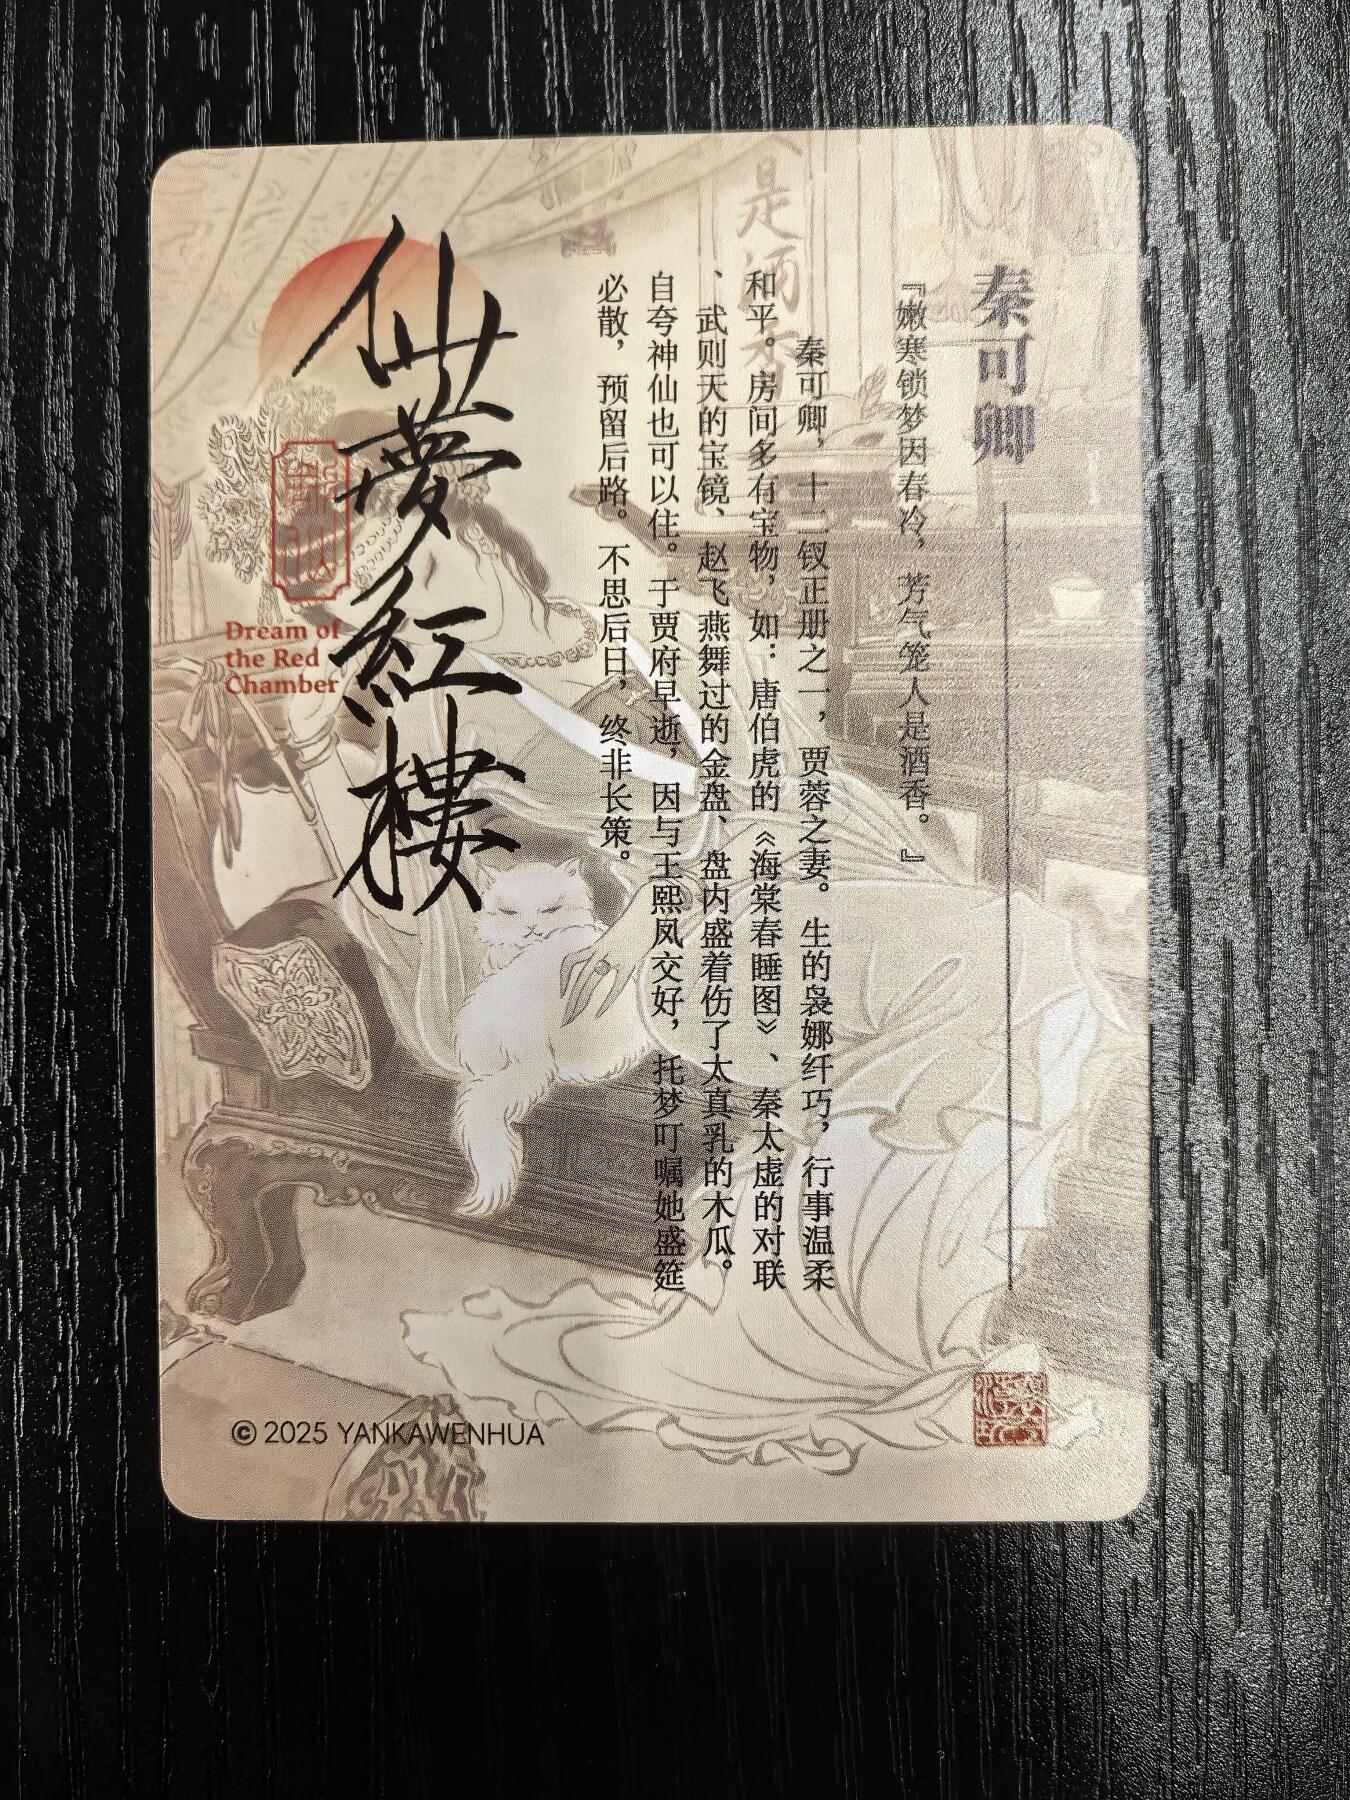 秦可卿
『嫩寒锁梦因春冷，芳气笼人是酒香。』
秦可卿，十二钗正册之一，贾蓉之妻。生的袅娜纤巧，行事温柔
和平。房间多有宝物，如：唐伯虎的《海棠春睡图》、秦太虚的对联
、武则天的宝镜、赵飞燕舞过的金盘、盘内盛着伤了太真乳的木瓜。
自夸神仙也可以住。于贾府早逝，因与王熙凤交好，托梦叮嘱她盛筵
必散，预留后路。不思后日，终非长策。
仙夢紅樓
Dream of
the Red
Chamber
是酒香
© 2025 YANKAWENHUA